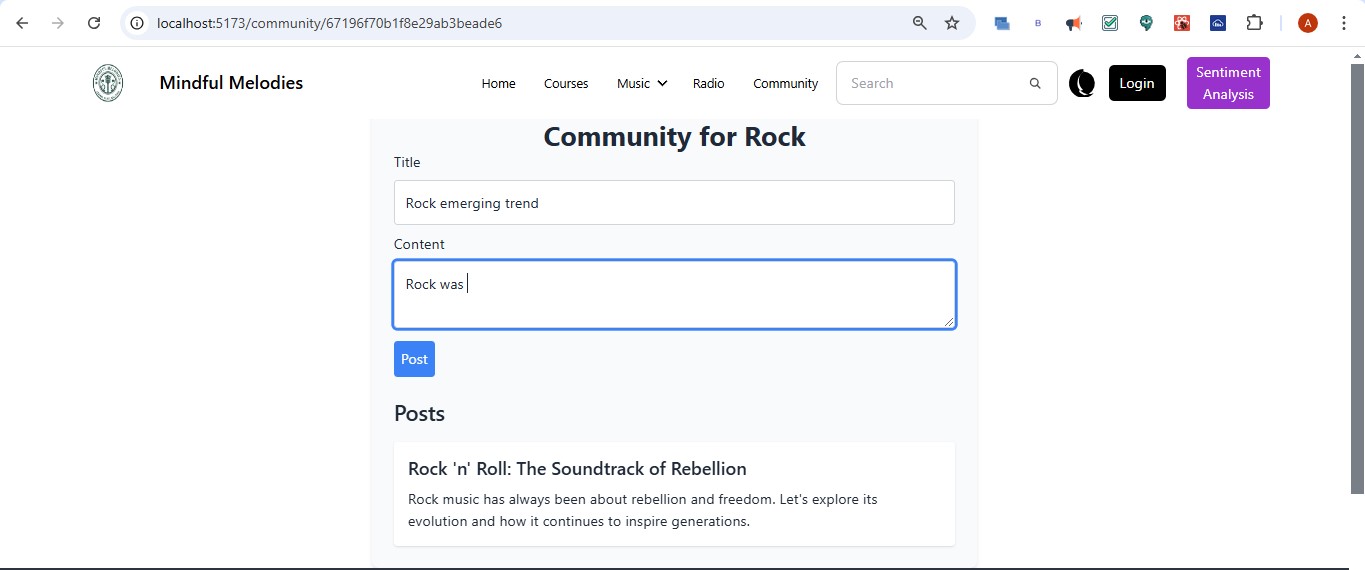 localhost:5173/community/67196f70b1f8e29ab3beade6
B
A
Mindful Melodies
Home
Courses
Music
Radio
Community
Search
Login
Sentiment
Analysis
Community for Rock
Title
Rock emerging trend
Content
Rock was
Post
Posts
Rock 'n' Roll: The Soundtrack of Rebellion
Rock music has always been about rebellion and freedom. Let's explore its
evolution and how it continues to inspire generations.